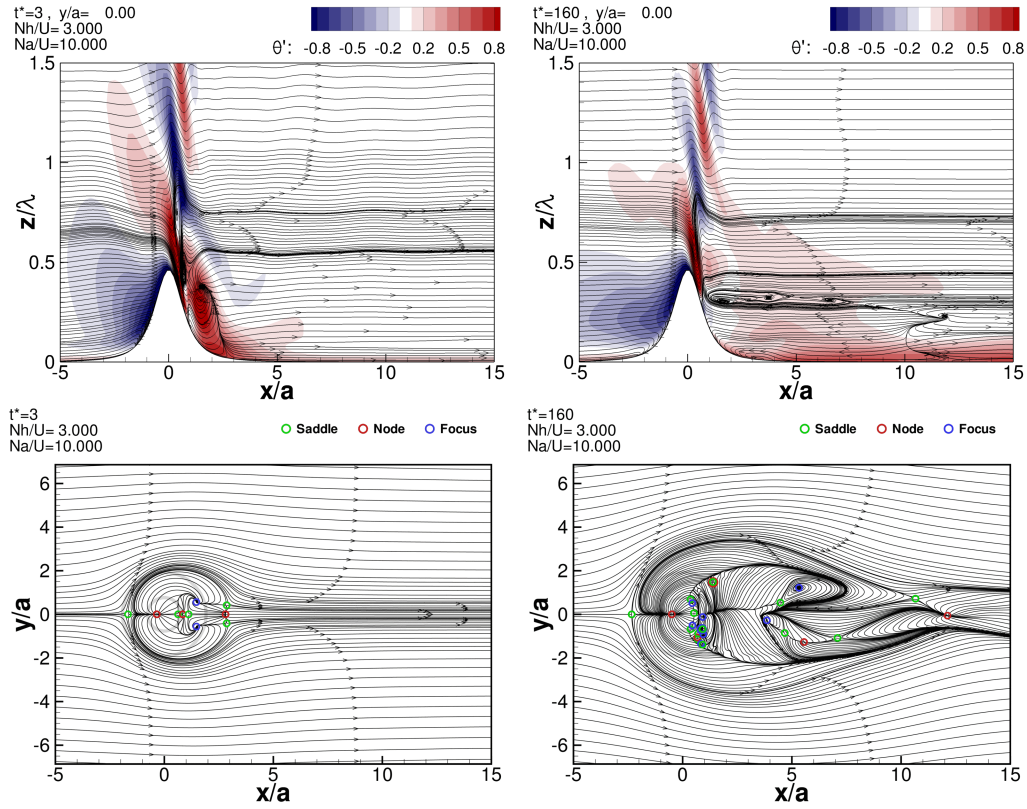 t*=3 , y/a= 0.00
Nh/U= 3.000
Na/U=10.000
θ': -0.8 -0.5 -0.2 0.2 0.5 0.8
1.5
1
0.5
0
z/λ
-5 0 5 10 15
x/a
t*=160 , y/a= 0.00
Nh/U= 3.000
Na/U=10.000
θ': -0.8 -0.5 -0.2 0.2 0.5 0.8
1.5
1
0.5
0
z/λ
-5 0 5 10 15
x/a
t*=3
Nh/U= 3.000
Na/U=10.000
Saddle Node Focus
6
4
2
0
-2
-4
-6
y/a
-5 0 5 10 15
x/a
t*=160
Nh/U= 3.000
Na/U=10.000
Saddle Node Focus
6
4
2
0
-2
-4
-6
y/a
-5 0 5 10 15
x/a